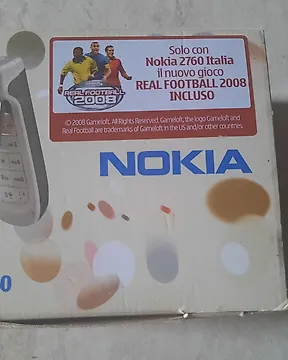 Solo con
Nokia 2760 Italia
il nuovo gioco
REAL FOOTBALL 2008
INCLUSO
REAL FOOTBALL
2008
© 2008 Gameloft. All Rights Reserved. Gameloft, the logo Gameloft and
Real Football are trademarks of Gameloft in the US and/or other countries.
NOKIA
0